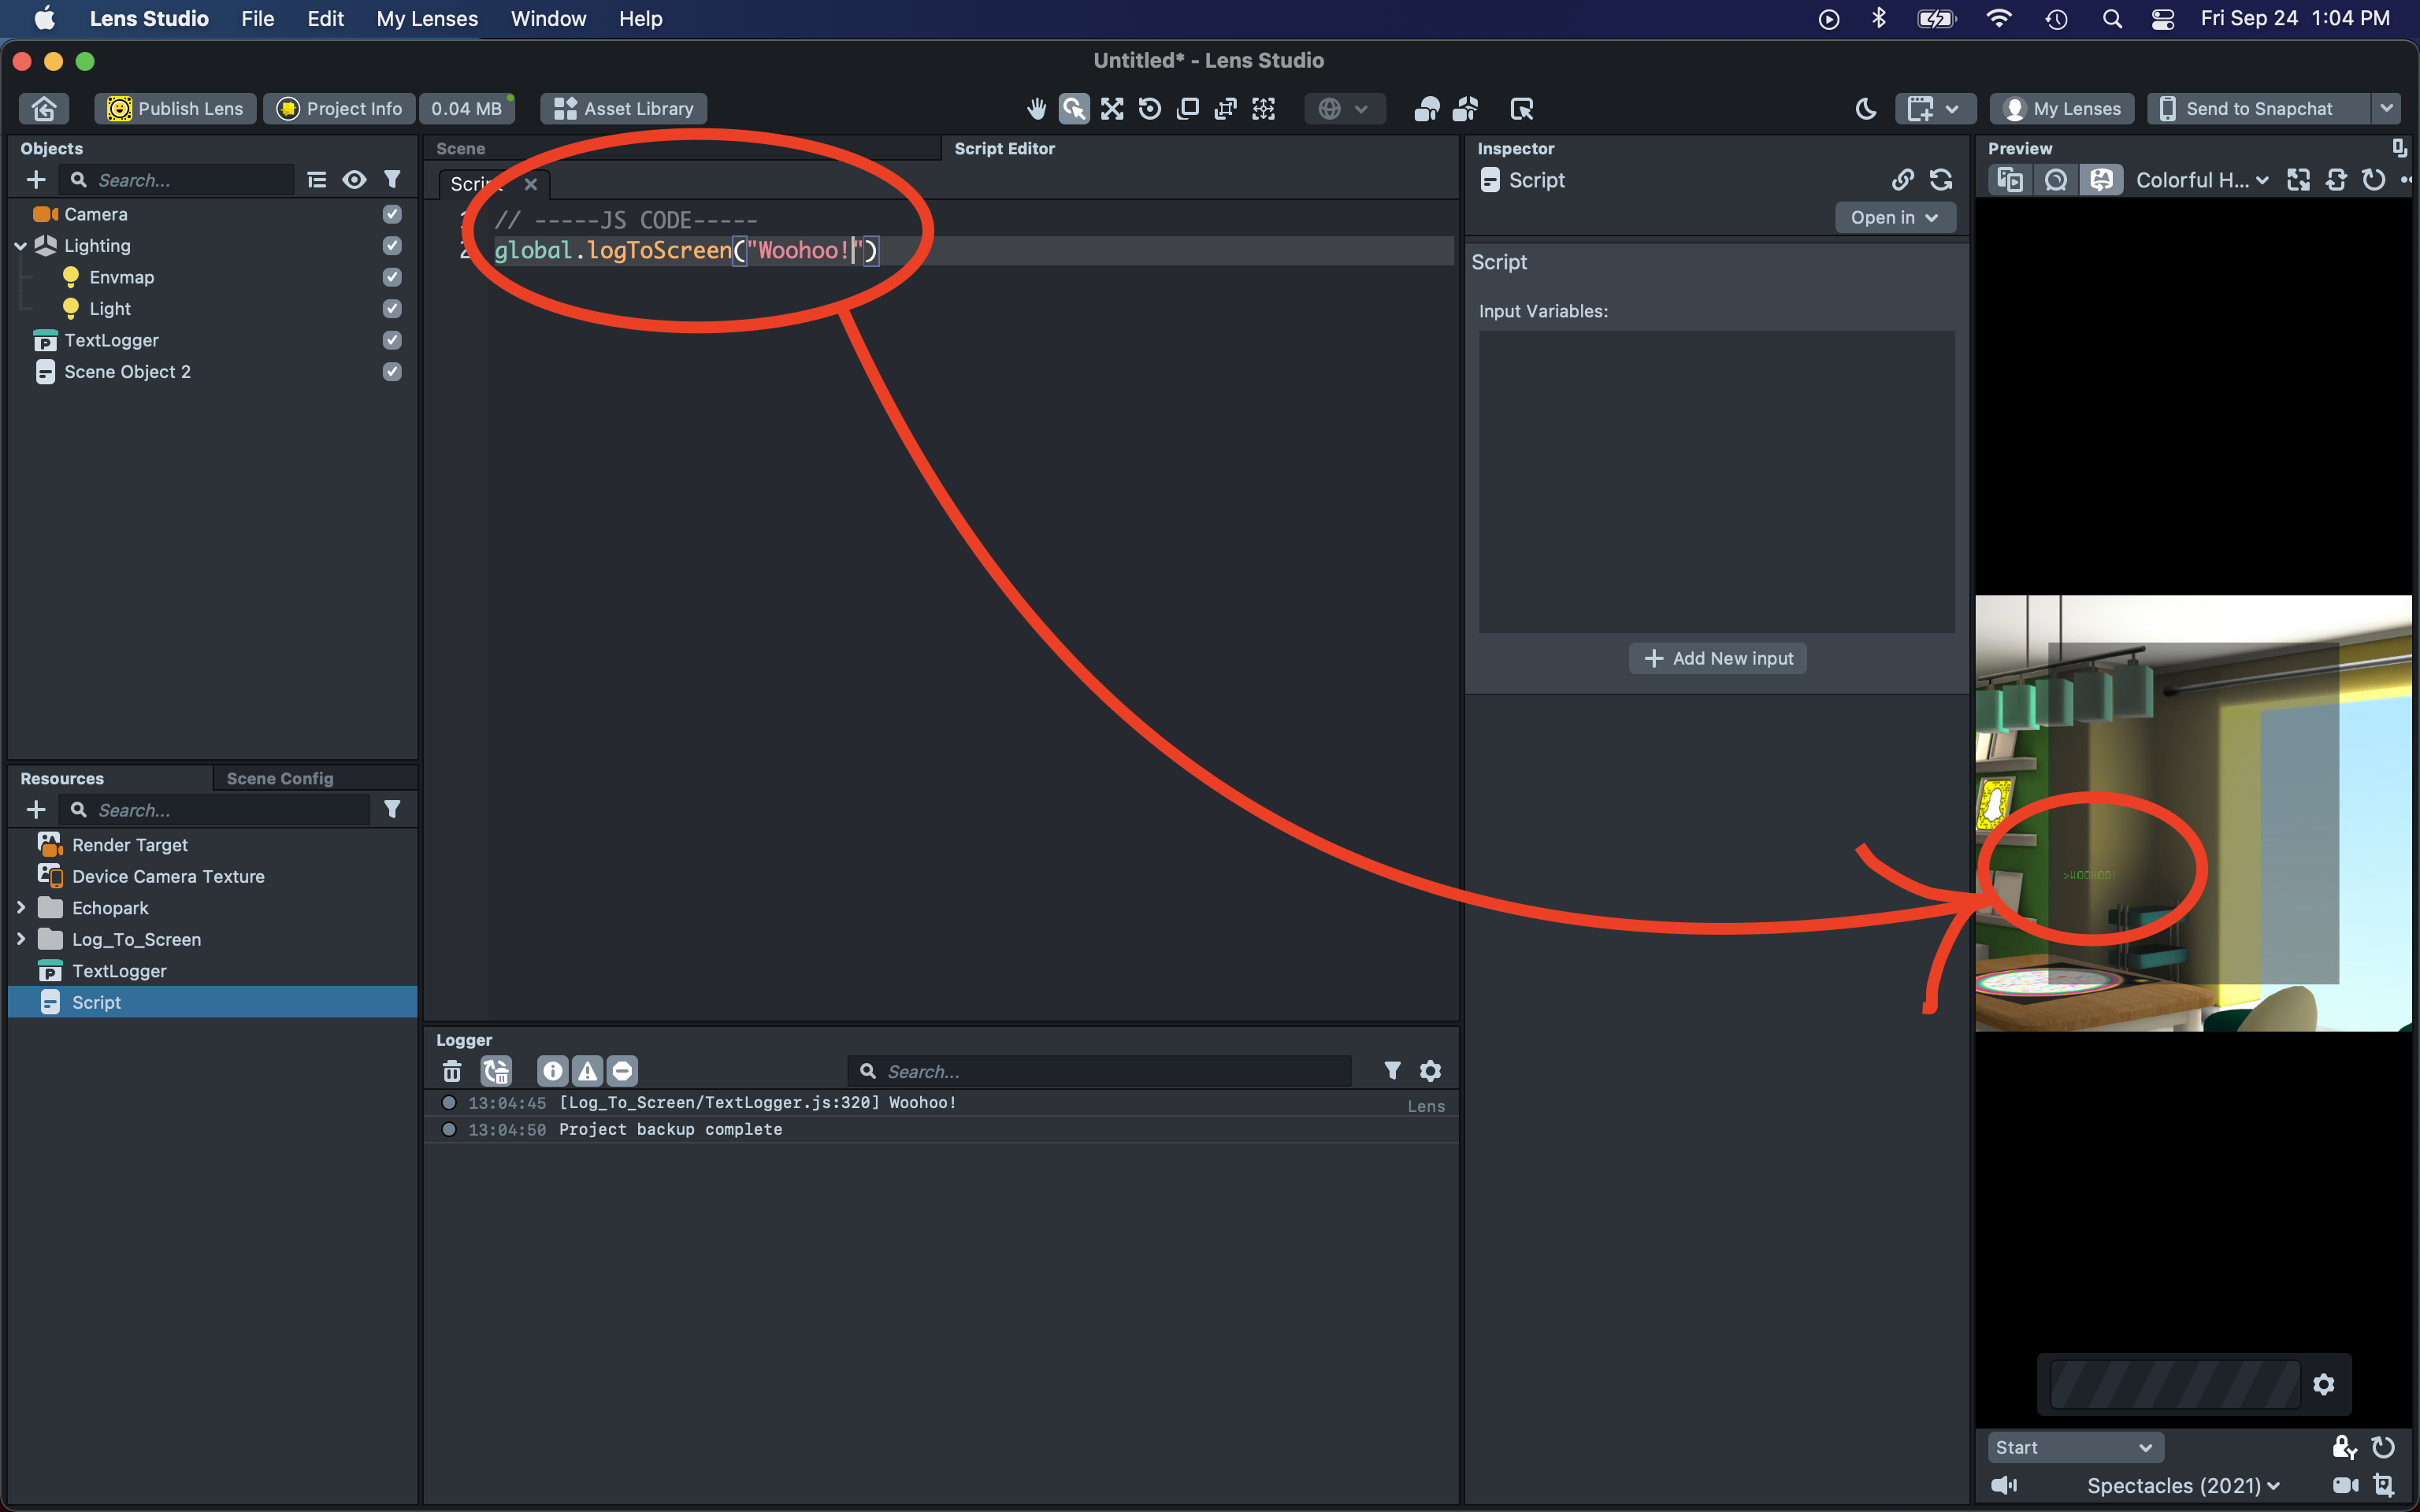 Lens Studio File Edit My Lenses Window Help Fri Sep 24 1:04 PM
Untitled* - Lens Studio
Publish Lens Project Info 0.04 MB Asset Library My Lenses Send to Snapchat
Objects
Search...
Camera
Lighting
Envmap
Light
TextLogger
Scene Object 2
Resources Scene Config
Search...
Render Target
Device Camera Texture
Echopark
Log_To_Screen
TextLogger
Script
Scene Script Editor
Script
// -----JS CODE-----
2 global.logToScreen("Woohoo!")
Logger
Search...
13:04:45 [Log_To_Screen/TextLogger.js:320] Woohoo! Lens
13:04:50 Project backup complete
Inspector
Script
Open in
Script
Input Variables:
+ Add New input
Preview
Colorful H...
>WOOHOO!
Start
Spectacles (2021)